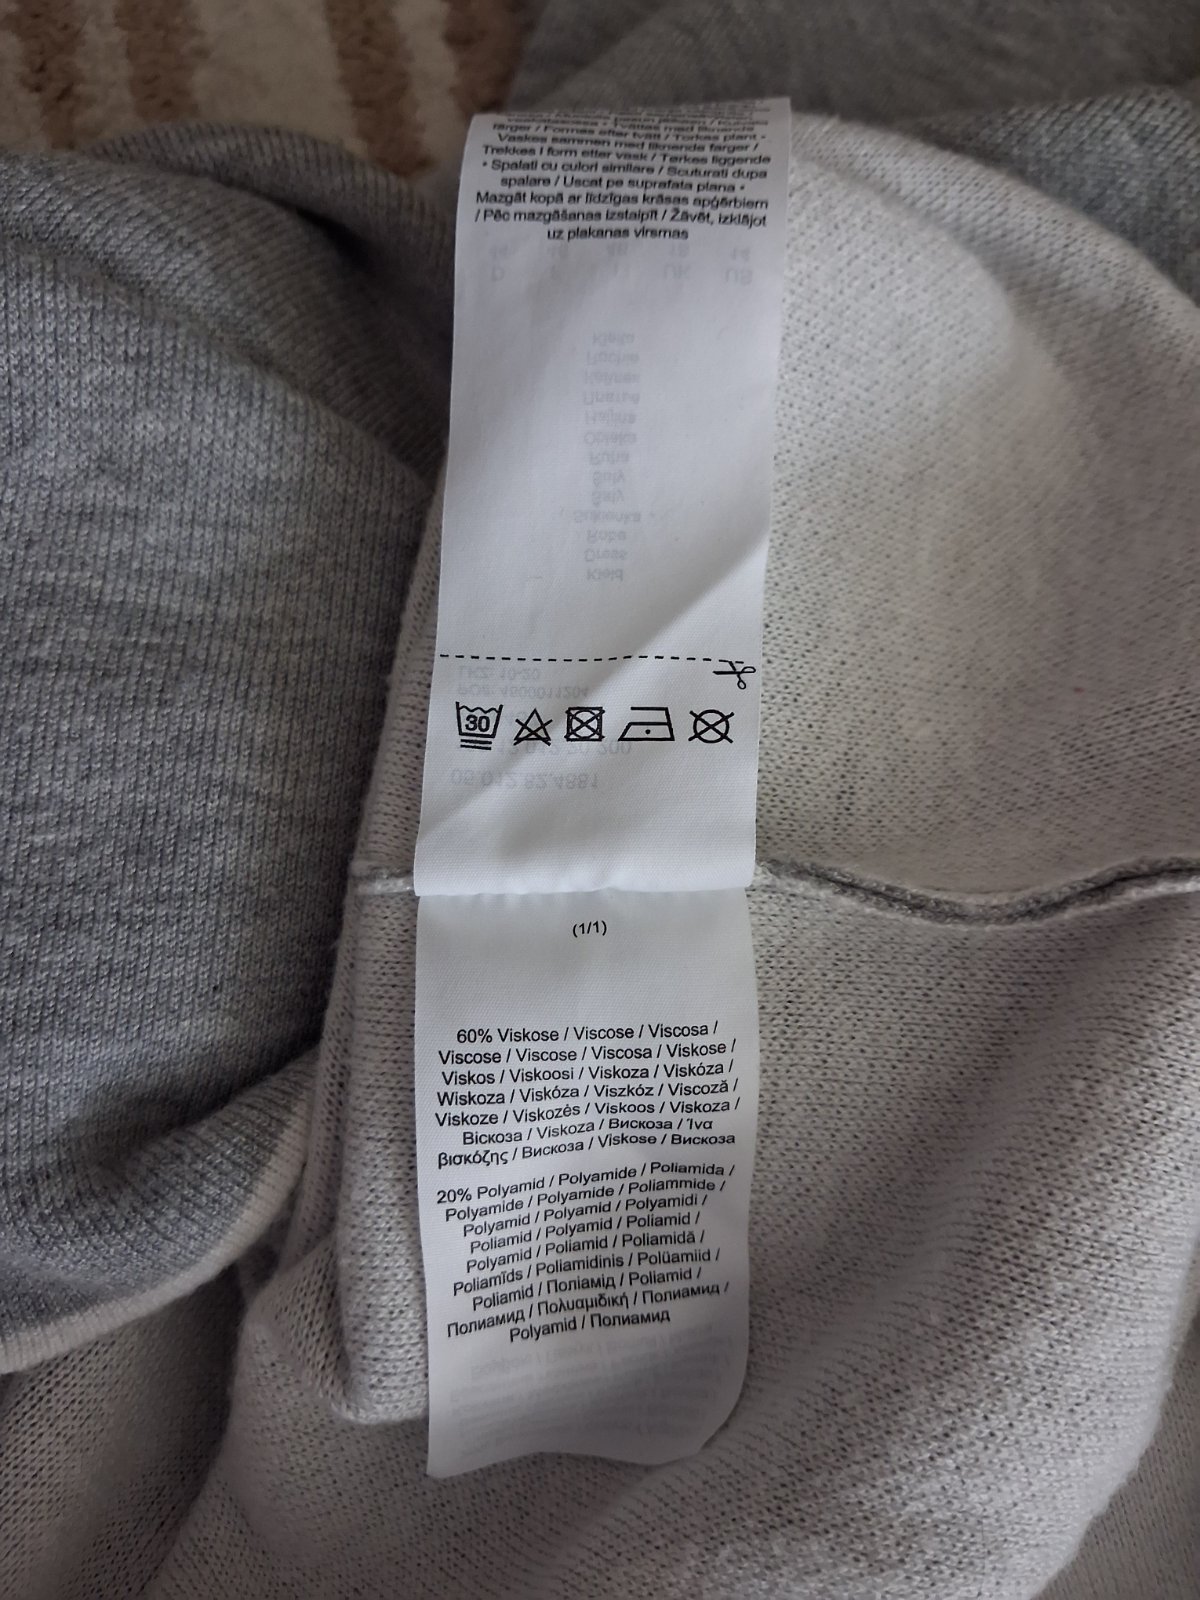 färger / Formas efter tvätt / Torkas plant •
Vaskes sammen med liknende farger /
Trekkes i form etter vask / Tørkes liggende
• Spalati cu culori similare / Scuturati dupa
spalare / Uscat pe suprafata plana •
Mazgāt kopā ar līdzīgas krāsas apģērbiem
/ Pēc mazgāšanas izstaipīt / Žāvēt, izklājot
uz plakanas virsmas
30
(1/1)
60% Viskose / Viscose / Viscosa /
Viscose / Viscose / Viscosa / Viskose /
Viskos / Viskoosi / Viskoza / Viskóza /
Wiskoza / Viskóza / Viszkóz / Viscoză /
Viskoze / Viskozės / Viskoos / Viskoza /
Віскоза / Viskoza / Вискоза / Ίνα
βισκόζης / Вискоза / Viskose / Вискоза
20% Polyamid / Polyamide / Poliamida /
Polyamide / Polyamide / Poliammide /
Polyamid / Polyamid / Polyamidi /
Poliamid / Polyamid / Poliamid /
Polyamid / Poliamid / Poliamidă /
Poliamīds / Poliamidinis / Polüamiid /
Poliamid / Поліамід / Poliamid /
Полиамид / Πολυαμιδική / Полиамид /
Polyamid / Полиамид